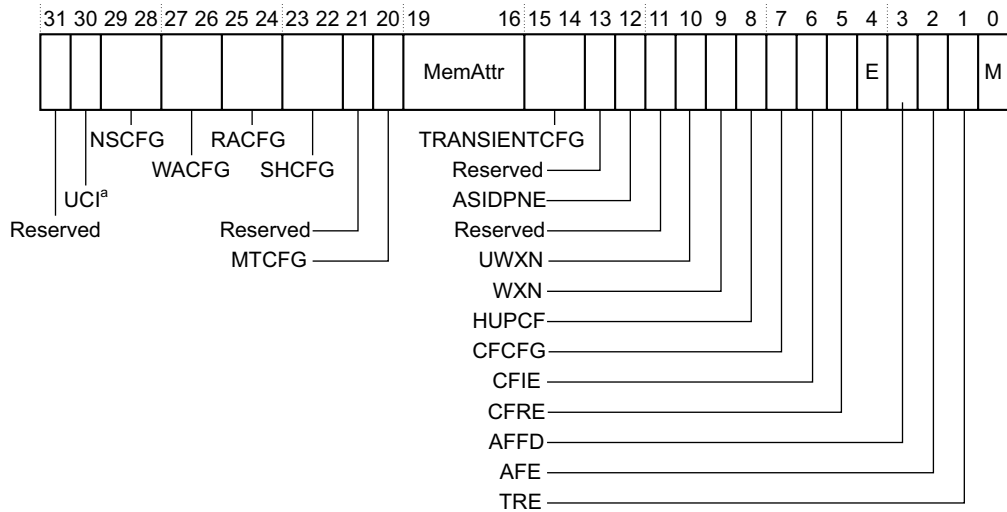 31 30 29 28 27 26 25 24 23 22 21 20 19 16 15 14 13 12 11 10 9 8 7 6 5 4 3 2 1 0
MemAttr E M
NSCFG RACFG TRANSIENTCFG
WACFG SHCFG Reserved
UCIᵃ ASIDPNE
Reserved Reserved Reserved
MTCFG UWXN
WXN
HUPCF
CFCFG
CFIE
CFRE
AFFD
AFE
TRE